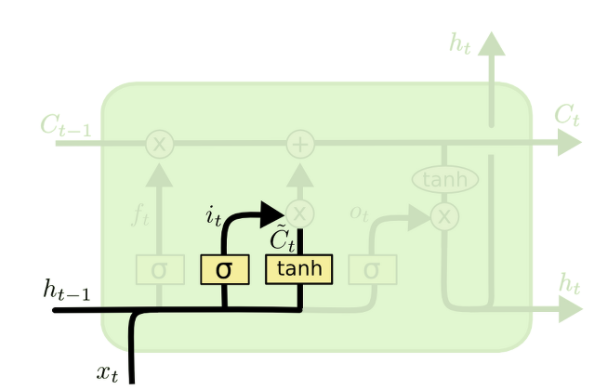 h_t
C_{t-1}
C_t
x
+
tanh
f_t
i_t
x
o_t
x
C̃_t
σ
σ
tanh
σ
h_{t-1}
h_t
x_t